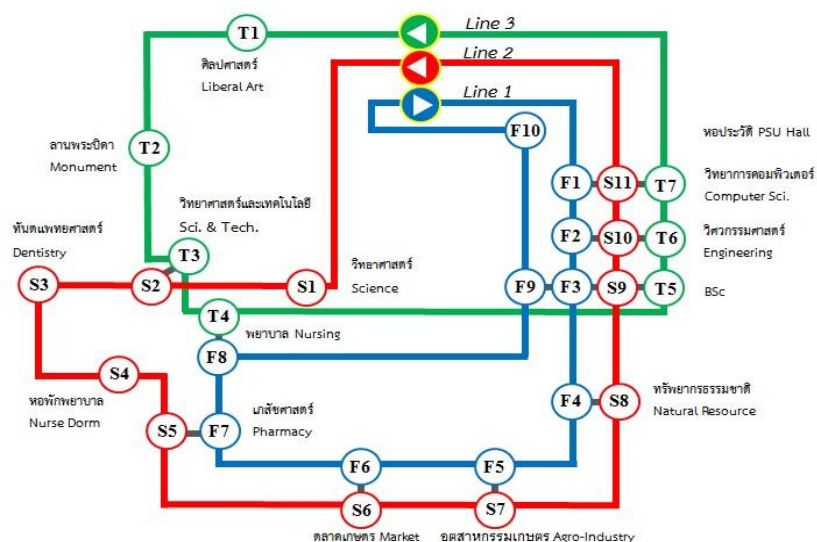 T1
Line 3
Line 2
Line 1
ศิลปศาสตร์
Liberal Art
F10
หอประวัติ PSU Hall
ลานพระบิดา
Monument
T2
F1
S11
T7
วิทยาการคอมพิวเตอร์
Computer Sci.
วิทยาศาสตร์และเทคโนโลยี
Sci. & Tech.
ทันตแพทยศาสตร์
Dentistry
T3
F2
S10
T6
วิศวกรรมศาสตร์
Engineering
S3
S2
S1
วิทยาศาสตร์
Science
F9
F3
S9
T5
BSc
T4
พยาบาล Nursing
F8
S4
หอพักพยาบาล
Nurse Dorm
S5
F7
เภสัชศาสตร์
Pharmacy
F4
S8
ทรัพยากรธรรมชาติ
Natural Resource
F6
F5
S6
S7
ตลาดเกษตร Market
อุตสาหกรรมเกษตร Agro-Industry